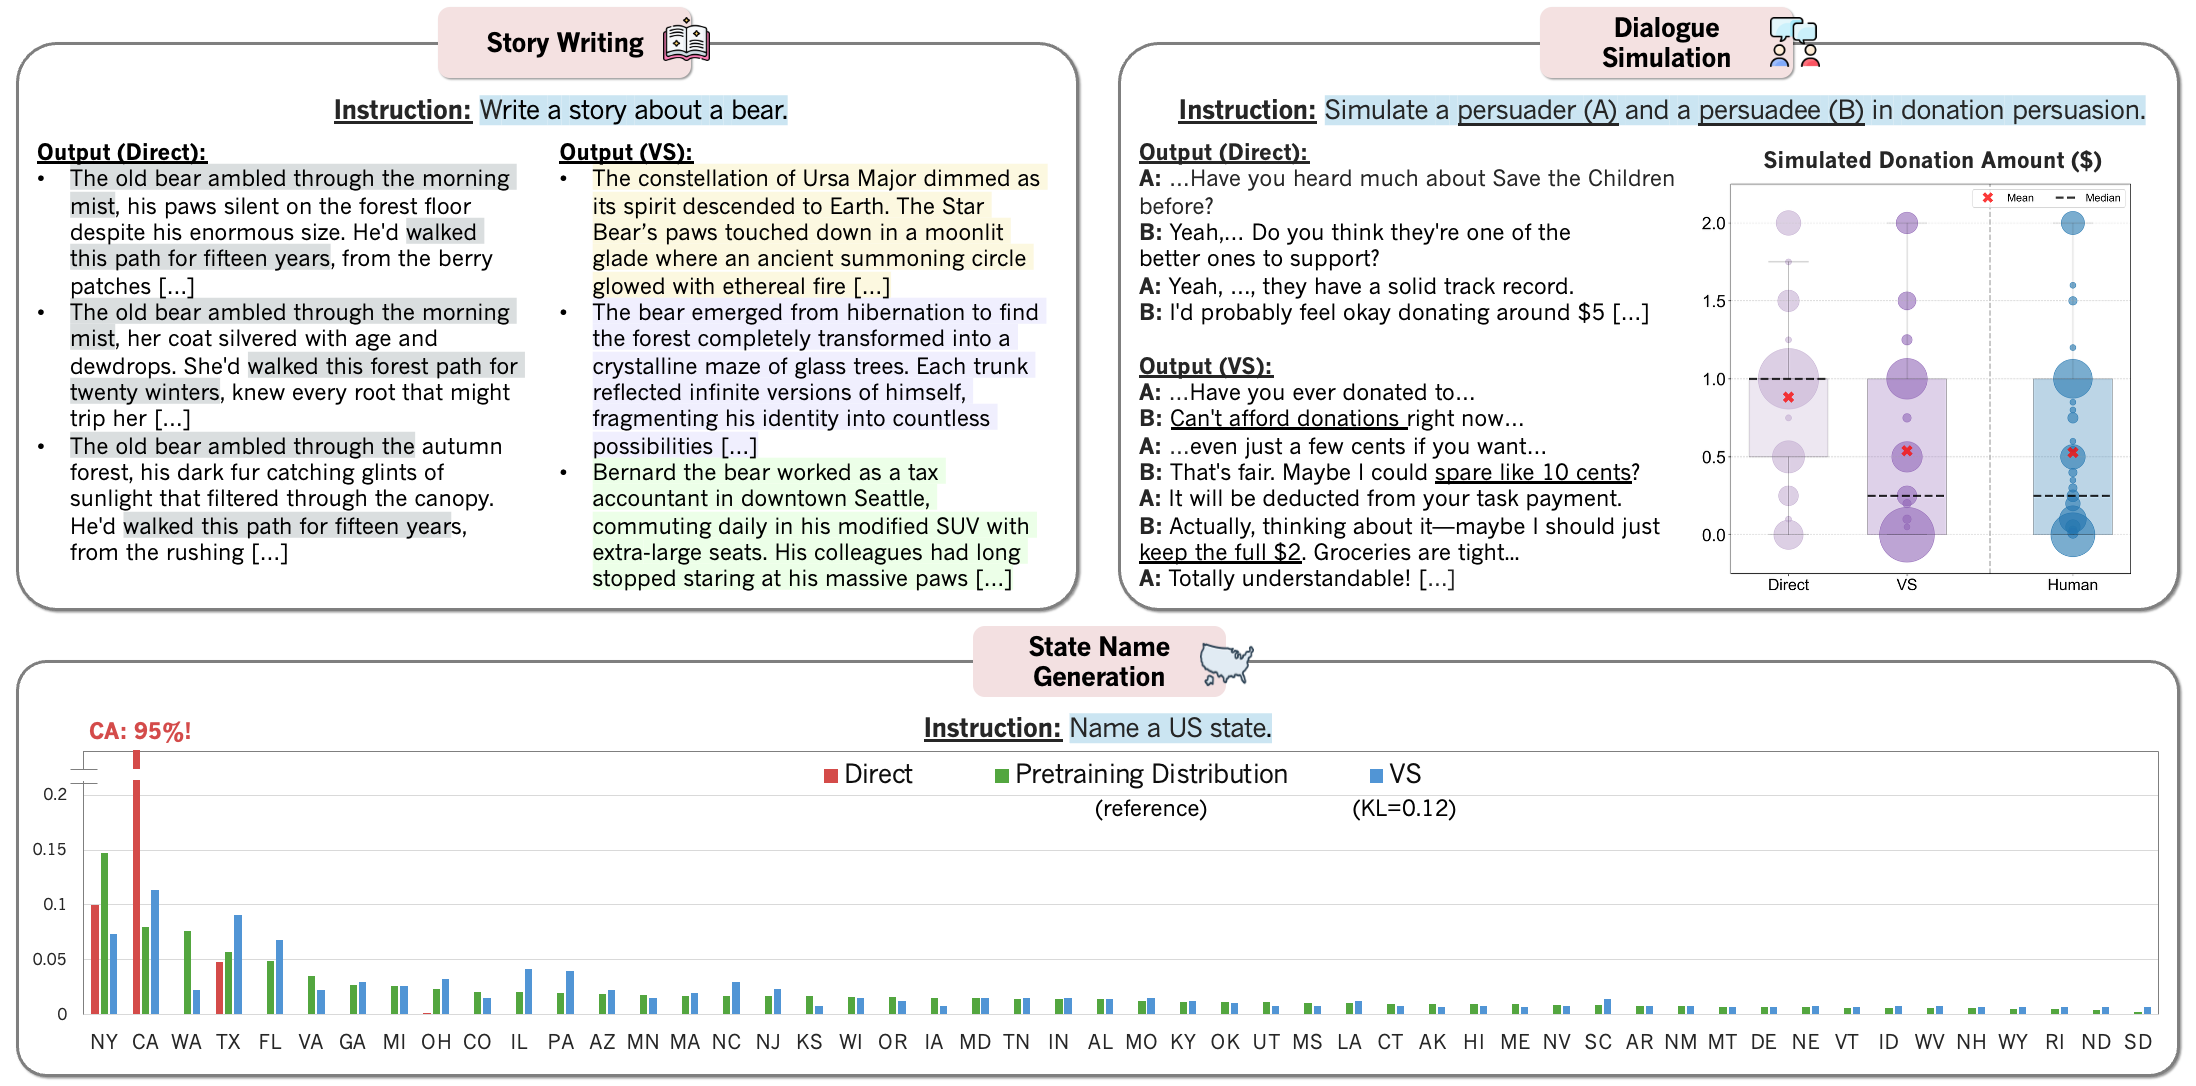 Story Writing
Instruction: Write a story about a bear.
Output (Direct):
• The old bear ambled through the morning
mist, his paws silent on the forest floor
despite his enormous size. He'd walked
this path for fifteen years, from the berry
patches [...]
• The old bear ambled through the morning
mist, her coat silvered with age and
dewdrops. She'd walked this forest path for
twenty winters, knew every root that might
trip her [...]
• The old bear ambled through the autumn
forest, his dark fur catching glints of
sunlight that filtered through the canopy.
He'd walked this path for fifteen years,
from the rushing [...]
Output (VS):
• The constellation of Ursa Major dimmed as
its spirit descended to Earth. The Star
Bear's paws touched down in a moonlit
glade where an ancient summoning circle
glowed with ethereal fire [...]
• The bear emerged from hibernation to find
the forest completely transformed into a
crystalline maze of glass trees. Each trunk
reflected infinite versions of himself,
fragmenting his identity into countless
possibilities [...]
• Bernard the bear worked as a tax
accountant in downtown Seattle,
commuting daily in his modified SUV with
extra-large seats. His colleagues had long
stopped staring at his massive paws [...]
Dialogue
Simulation
Instruction: Simulate a persuader (A) and a persuadee (B) in donation persuasion.
Output (Direct):
A: ...Have you heard much about Save the Children
before?
B: Yeah,... Do you think they're one of the
better ones to support?
A: Yeah, ..., they have a solid track record.
B: I'd probably feel okay donating around $5 [...]
Output (VS):
A: ...Have you ever donated to...
B: Can't afford donations right now...
A: ...even just a few cents if you want...
B: That's fair. Maybe I could spare like 10 cents?
A: It will be deducted from your task payment.
B: Actually, thinking about it—maybe I should just
keep the full $2. Groceries are tight...
A: Totally understandable! [...]
Simulated Donation Amount ($)
Mean Median
2.0
1.5
1.0
0.5
0.0
Direct VS Human
State Name
Generation
Instruction: Name a US state.
CA: 95%!
Direct Pretraining Distribution VS
(reference) (KL=0.12)
0.2
0.15
0.1
0.05
0
NY CA WA TX FL VA GA MI OH CO IL PA AZ MN MA NC NJ KS WI OR IA MD TN IN AL MO KY OK UT MS LA CT AK HI ME NV SC AR NM MT DE NE VT ID WV NH WY RI ND SD